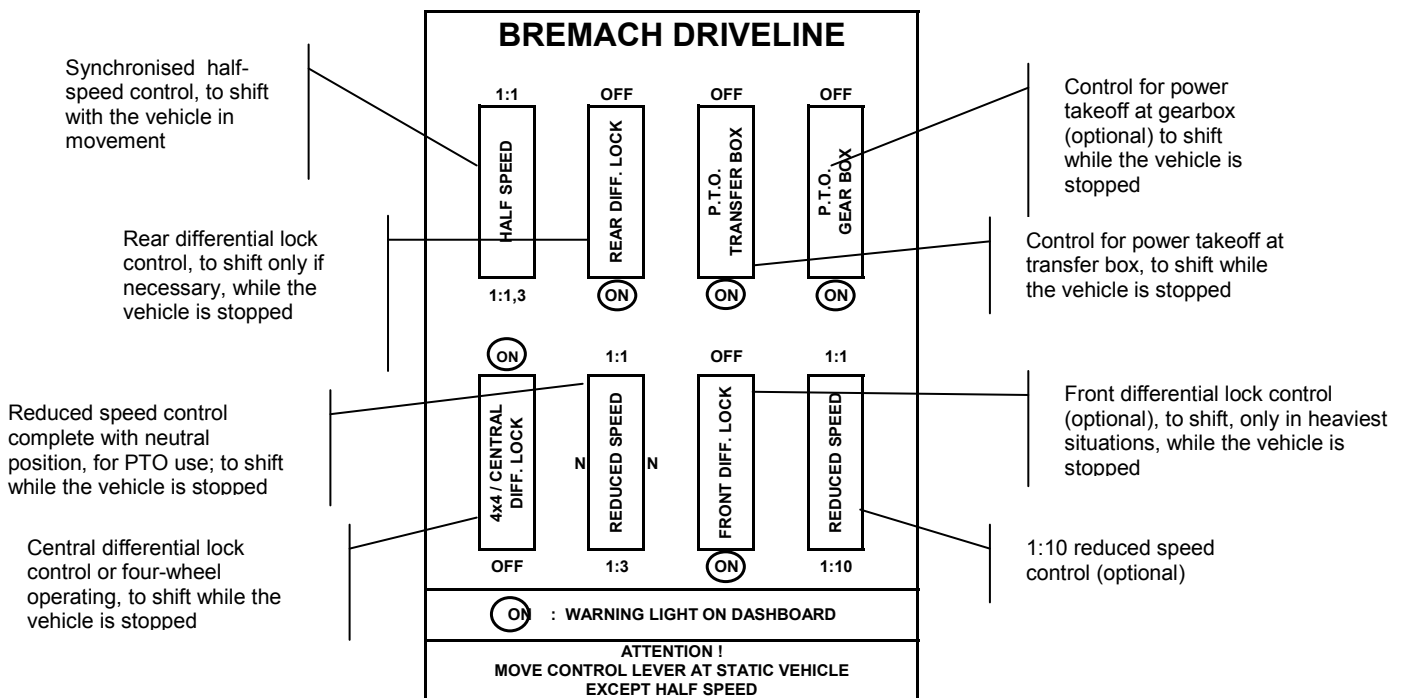 BREMACH DRIVELINE
Synchronised half-
speed control, to shift
with the vehicle in
movement
Rear differential lock
control, to shift only if
necessary, while the
vehicle is stopped
Reduced speed control
complete with neutral
position, for PTO use; to shift
while the vehicle is stopped
Central differential lock
control or four-wheel
operating, to shift while the
vehicle is stopped
1:1
HALF SPEED
1:1,3
OFF
REAR DIFF. LOCK
ON
OFF
P.T.O.
TRANSFER BOX
ON
OFF
P.T.O.
GEAR BOX
ON
ON
4x4 / CENTRAL
DIFF. LOCK
OFF
1:1
N
REDUCED SPEED
N
1:3
OFF
FRONT DIFF. LOCK
ON
1:1
REDUCED SPEED
1:10
Control for power
takeoff at gearbox
(optional) to shift
while the vehicle is
stopped
Control for power takeoff at
transfer box, to shift while
the vehicle is stopped
Front differential lock control
(optional), to shift, only in heaviest
situations, while the vehicle is
stopped
1:10 reduced speed
control (optional)
ON : WARNING LIGHT ON DASHBOARD
ATTENTION !
MOVE CONTROL LEVER AT STATIC VEHICLE
EXCEPT HALF SPEED